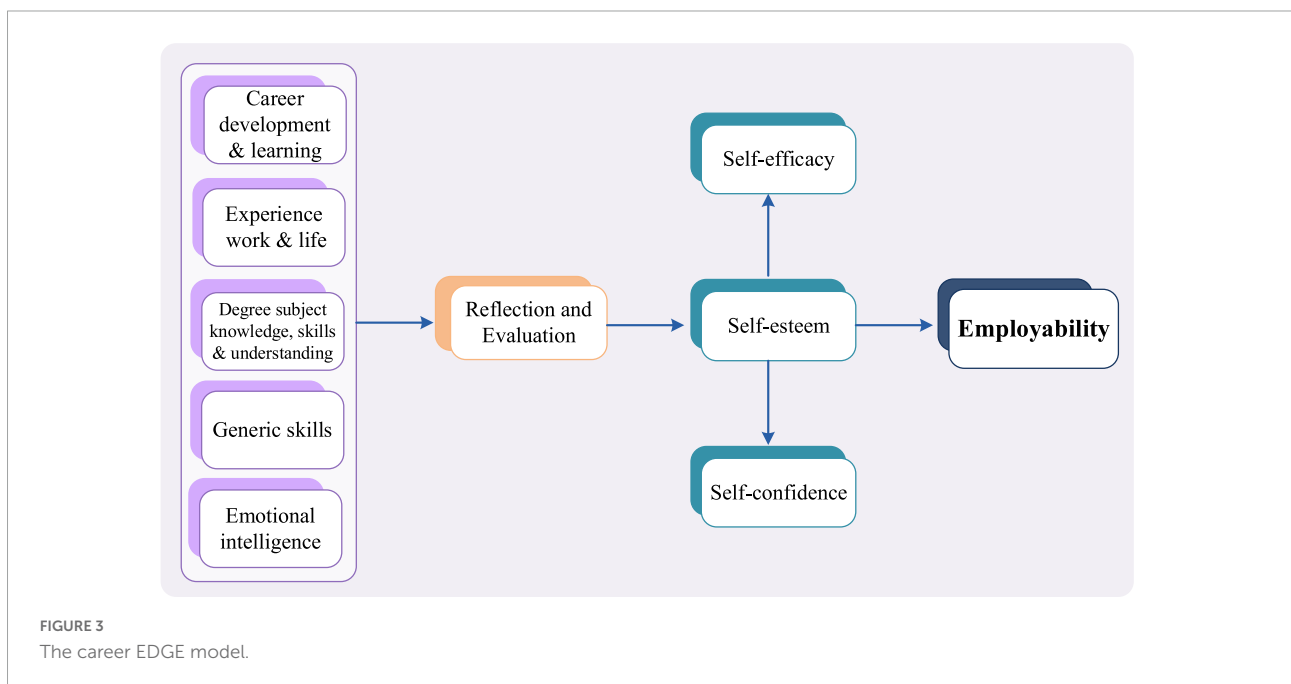 Career
development
& learning
Experience
work & life
Degree subject
knowledge, skills
& understanding
Generic skills
Emotional
intelligence
Reflection and
Evaluation
Self-efficacy
Self-esteem
Self-confidence
Employability
FIGURE 3
The career EDGE model.